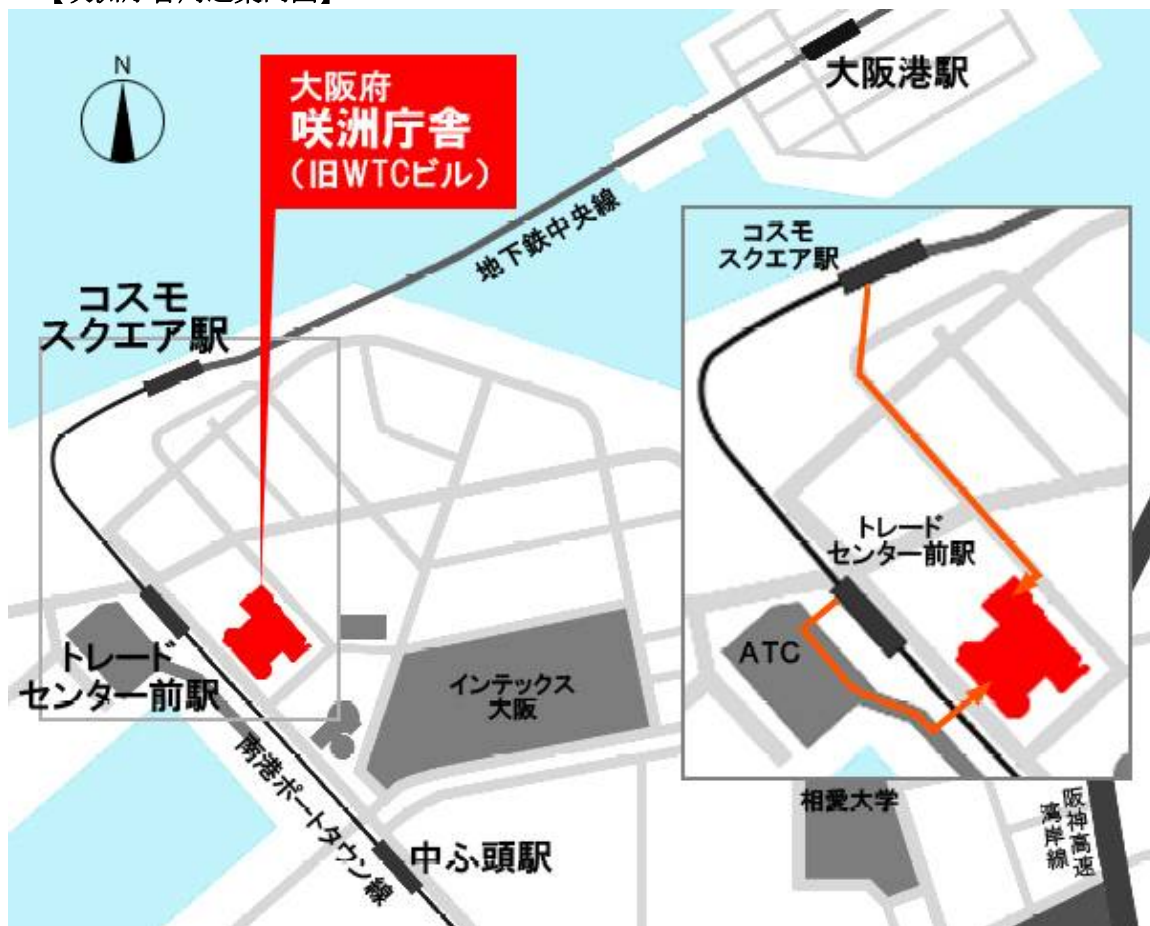 N
大阪府
咲洲庁舎
(旧WTCビル)
大阪港駅
地下鉄中央線
コスモ
スクエア駅
コスモ
スクエア駅
トレード
センター前駅
ATC
トレード
センター前駅
インテックス
大阪
南港ポートタウン線
中ふ頭駅
相愛大学
阪神高速
湾岸線